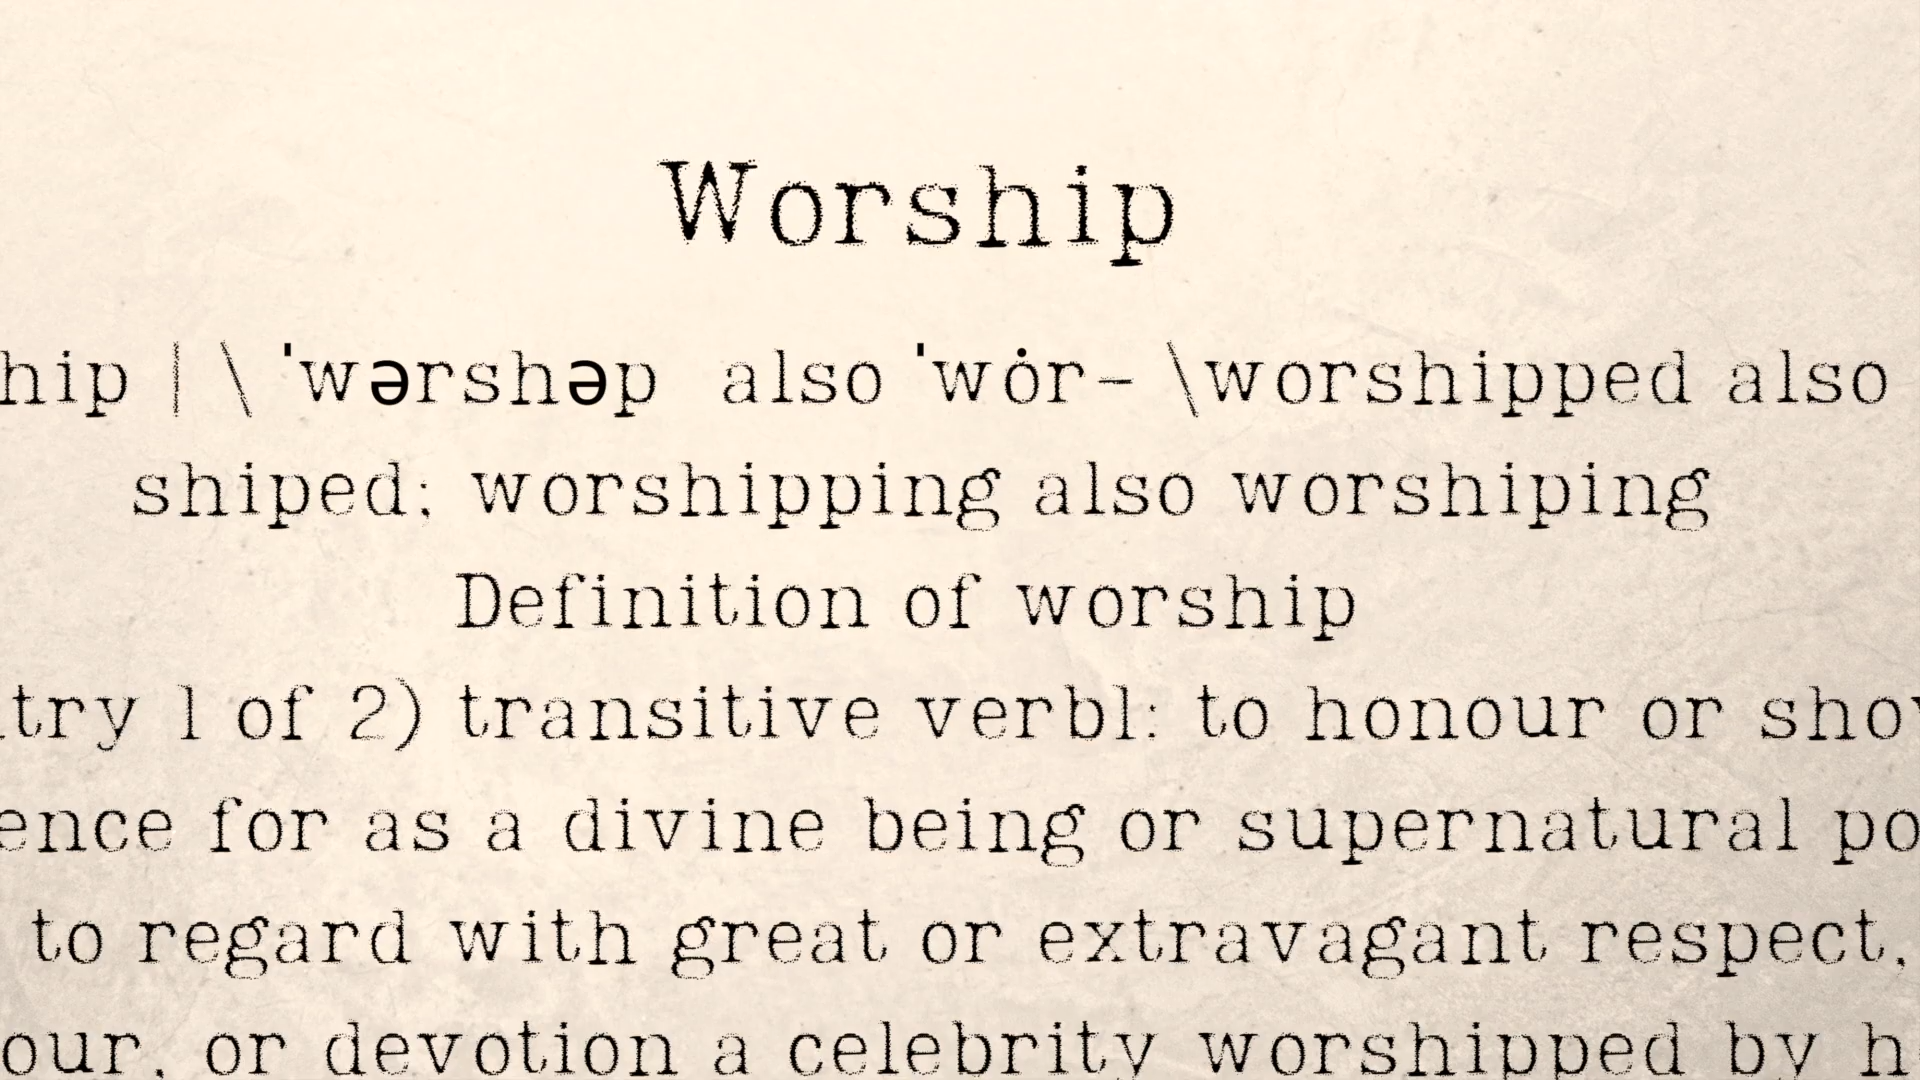 Worship
hip | \ ˈwərshəp also ˈwȯr- \worshipped also
shiped; worshipping also worshiping
Definition of worship
try 1 of 2) transitive verb1: to honour or sho
ence for as a divine being or supernatural po
to regard with great or extravagant respect,
our, or devotion a celebrity worshipped by h